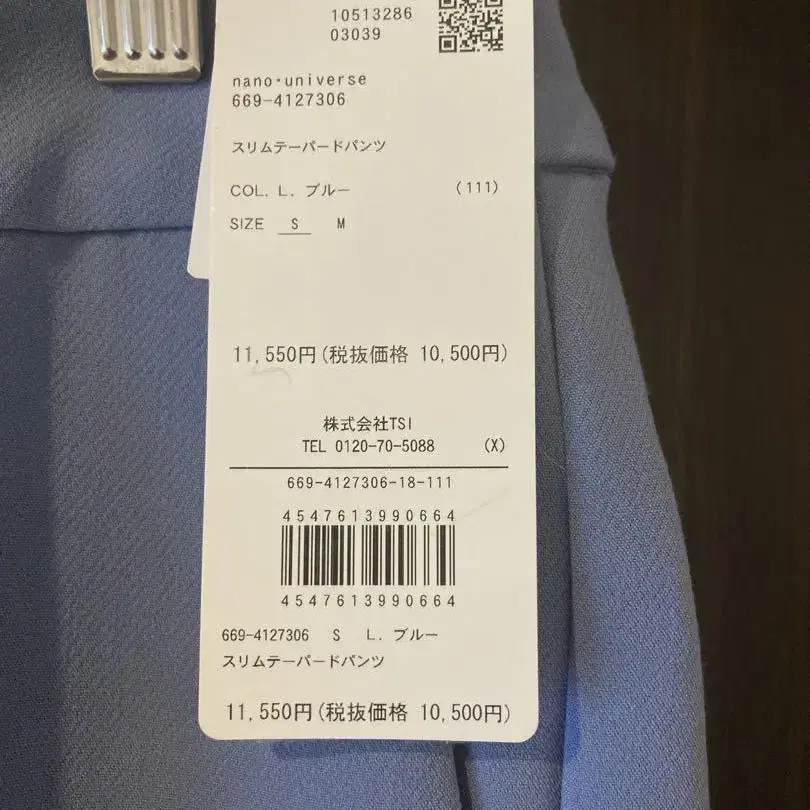 10513286
03039
nano・universe
669-4127306
スリムテーパードパンツ
COL. L. ブルー (111)
SIZE S M
11,550円(税抜価格 10,500円)
株式会社TSI
TEL 0120-70-5088 (X)
669-4127306-18-111
4547613990664
4547613990664
669-4127306 S L. ブルー
スリムテーパードパンツ
11,550円(税抜価格 10,500円)